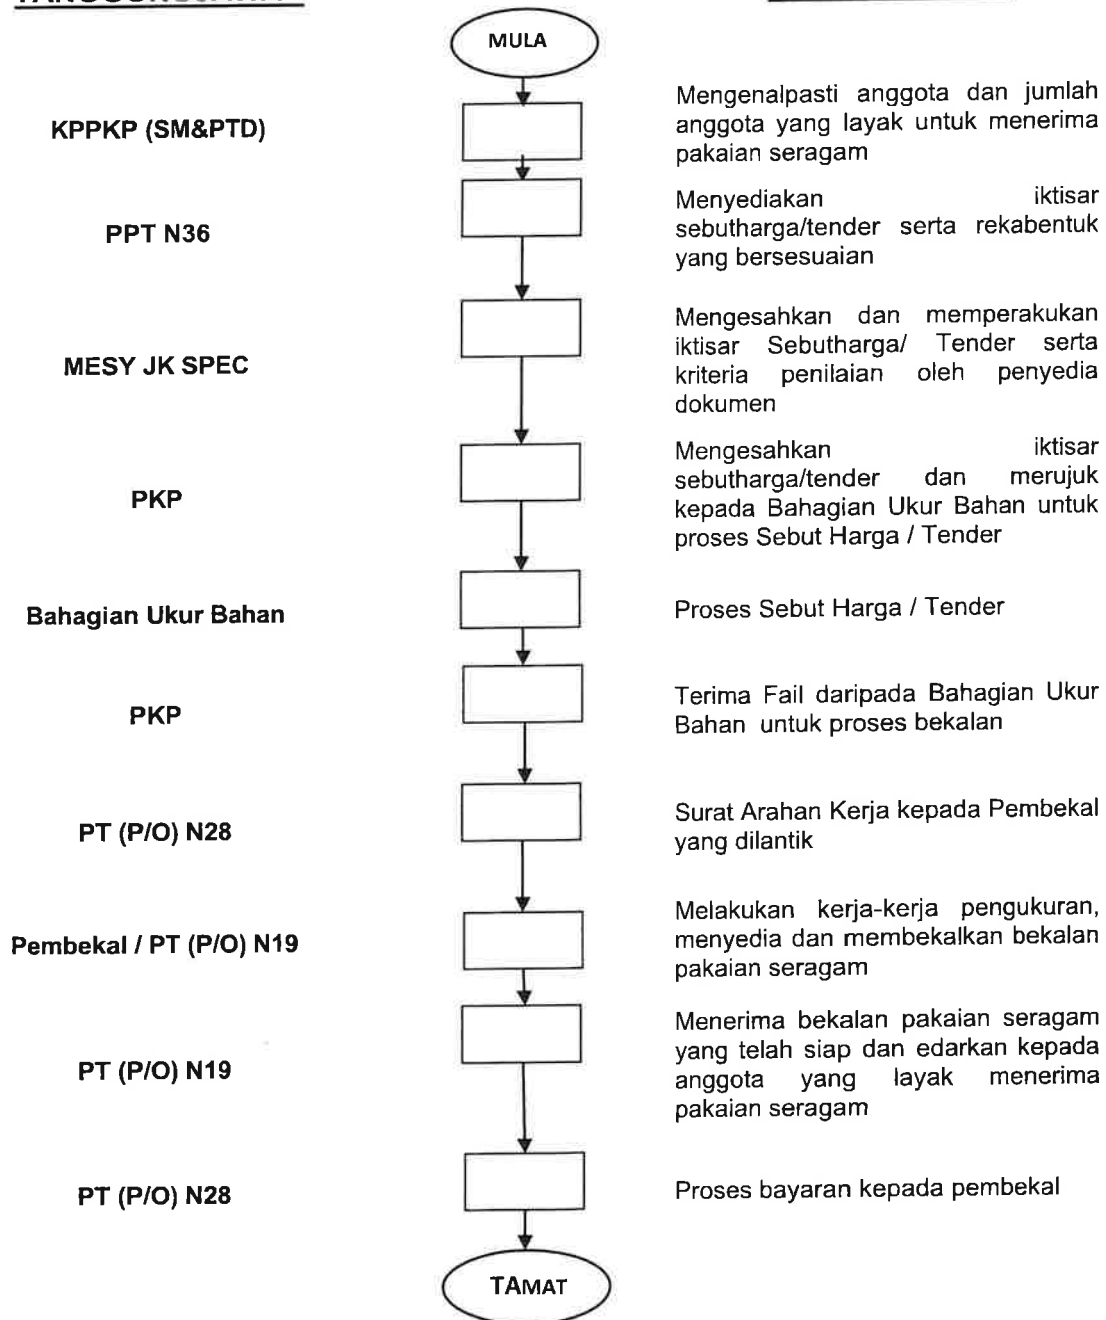 MULA
KPPKP (SM&PTD)
Mengenalpasti anggota dan jumlah
anggota yang layak untuk menerima
pakaian seragam
PPT N36
Menyediakan iktisar
sebutharga/tender serta rekabentuk
yang bersesuaian
MESY JK SPEC
Mengesahkan dan memperakukan
iktisar Sebutharga/ Tender serta
kriteria penilaian oleh penyedia
dokumen
PKP
Mengesahkan iktisar
sebutharga/tender dan merujuk
kepada Bahagian Ukur Bahan untuk
proses Sebut Harga / Tender
Bahagian Ukur Bahan
Proses Sebut Harga / Tender
PKP
Terima Fail daripada Bahagian Ukur
Bahan untuk proses bekalan
PT (P/O) N28
Surat Arahan Kerja kepada Pembekal
yang dilantik
Pembekal / PT (P/O) N19
Melakukan kerja-kerja pengukuran,
menyedia dan membekalkan bekalan
pakaian seragam
PT (P/O) N19
Menerima bekalan pakaian seragam
yang telah siap dan edarkan kepada
anggota yang layak menerima
pakaian seragam
PT (P/O) N28
Proses bayaran kepada pembekal
TAMAT